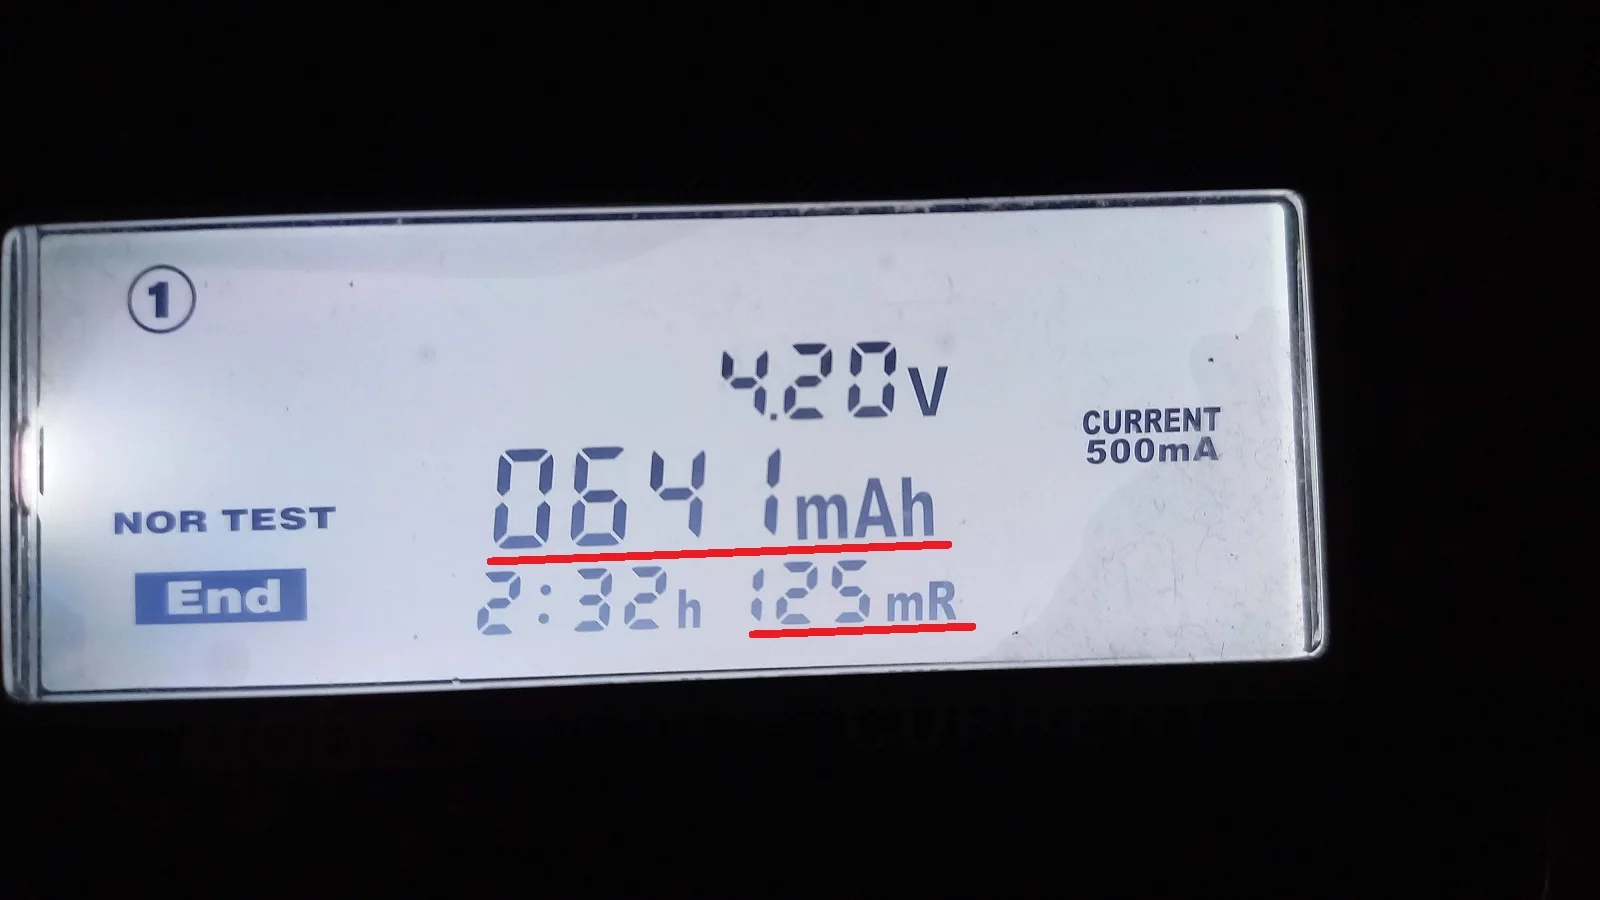 1
4.20V
CURRENT
500mA
0641mAh
NOR TEST
End
2:32h 125mR